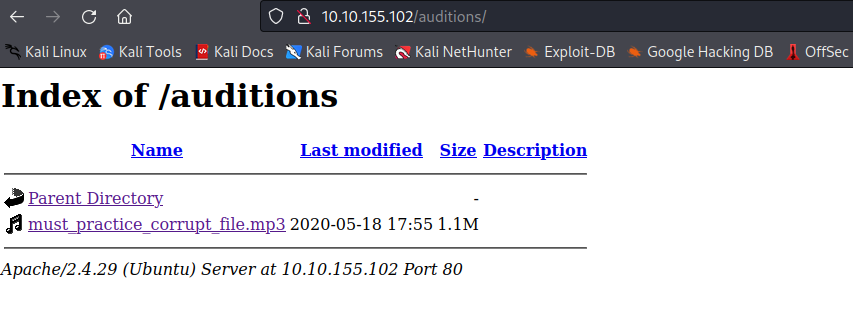 10.10.155.102/auditions/
Kali Linux Kali Tools Kali Docs Kali Forums Kali NetHunter Exploit-DB Google Hacking DB OffSec
Index of /auditions
Name Last modified Size Description
Parent Directory -
must_practice_corrupt_file.mp3 2020-05-18 17:55 1.1M
Apache/2.4.29 (Ubuntu) Server at 10.10.155.102 Port 80